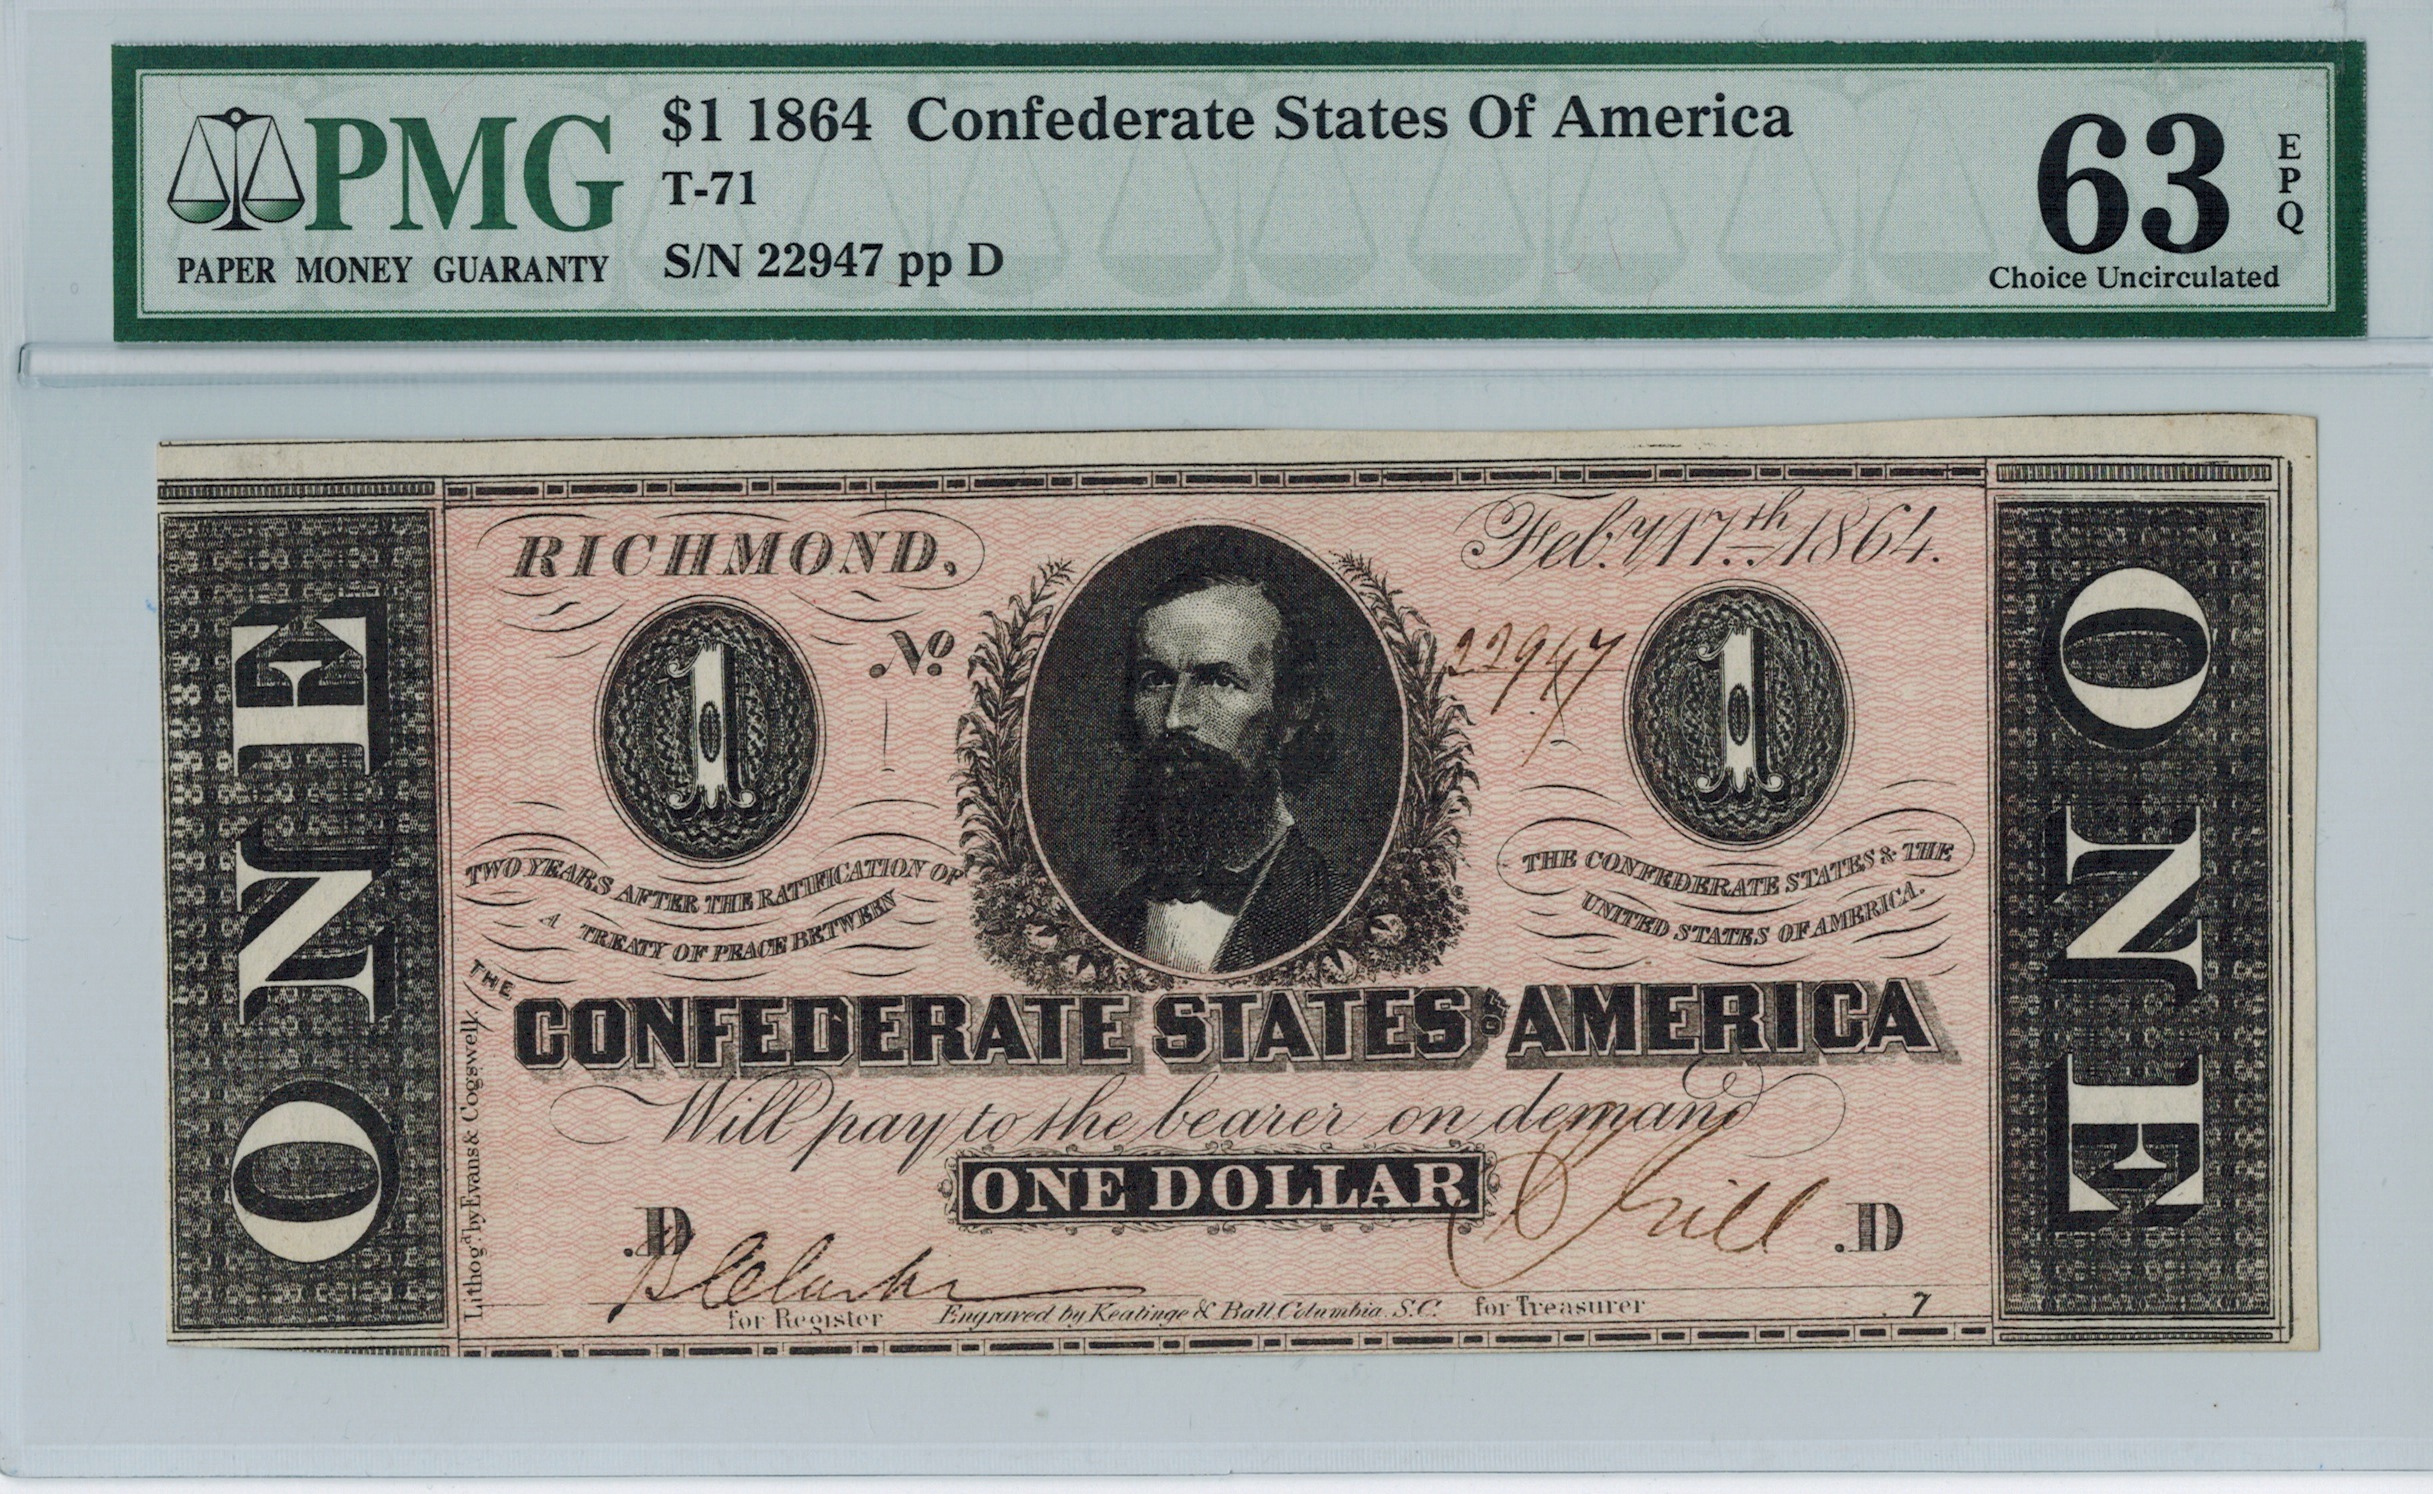 PMG
PAPER MONEY GUARANTY
$1 1864 Confederate States Of America
T-71
S/N 22947 pp D
63
EPQ
Choice Uncirculated
RICHMOND,
Feb.y 17th 1864.
No
22947
1
1
ONE
ONE
TWO YEARS AFTER THE RATIFICATION OF
A TREATY OF PEACE BETWEEN
THE CONFEDERATE STATES & THE
UNITED STATES OF AMERICA.
THE
CONFEDERATE STATES OF AMERICA
Will pay to the bearer on demand
ONE DOLLAR
.D
.D
Clarke
for Register
Engraved by Keatinge & Ball Columbia, S.C.
for Treasurer
7
Lithogd. by Evans & Cogswell.